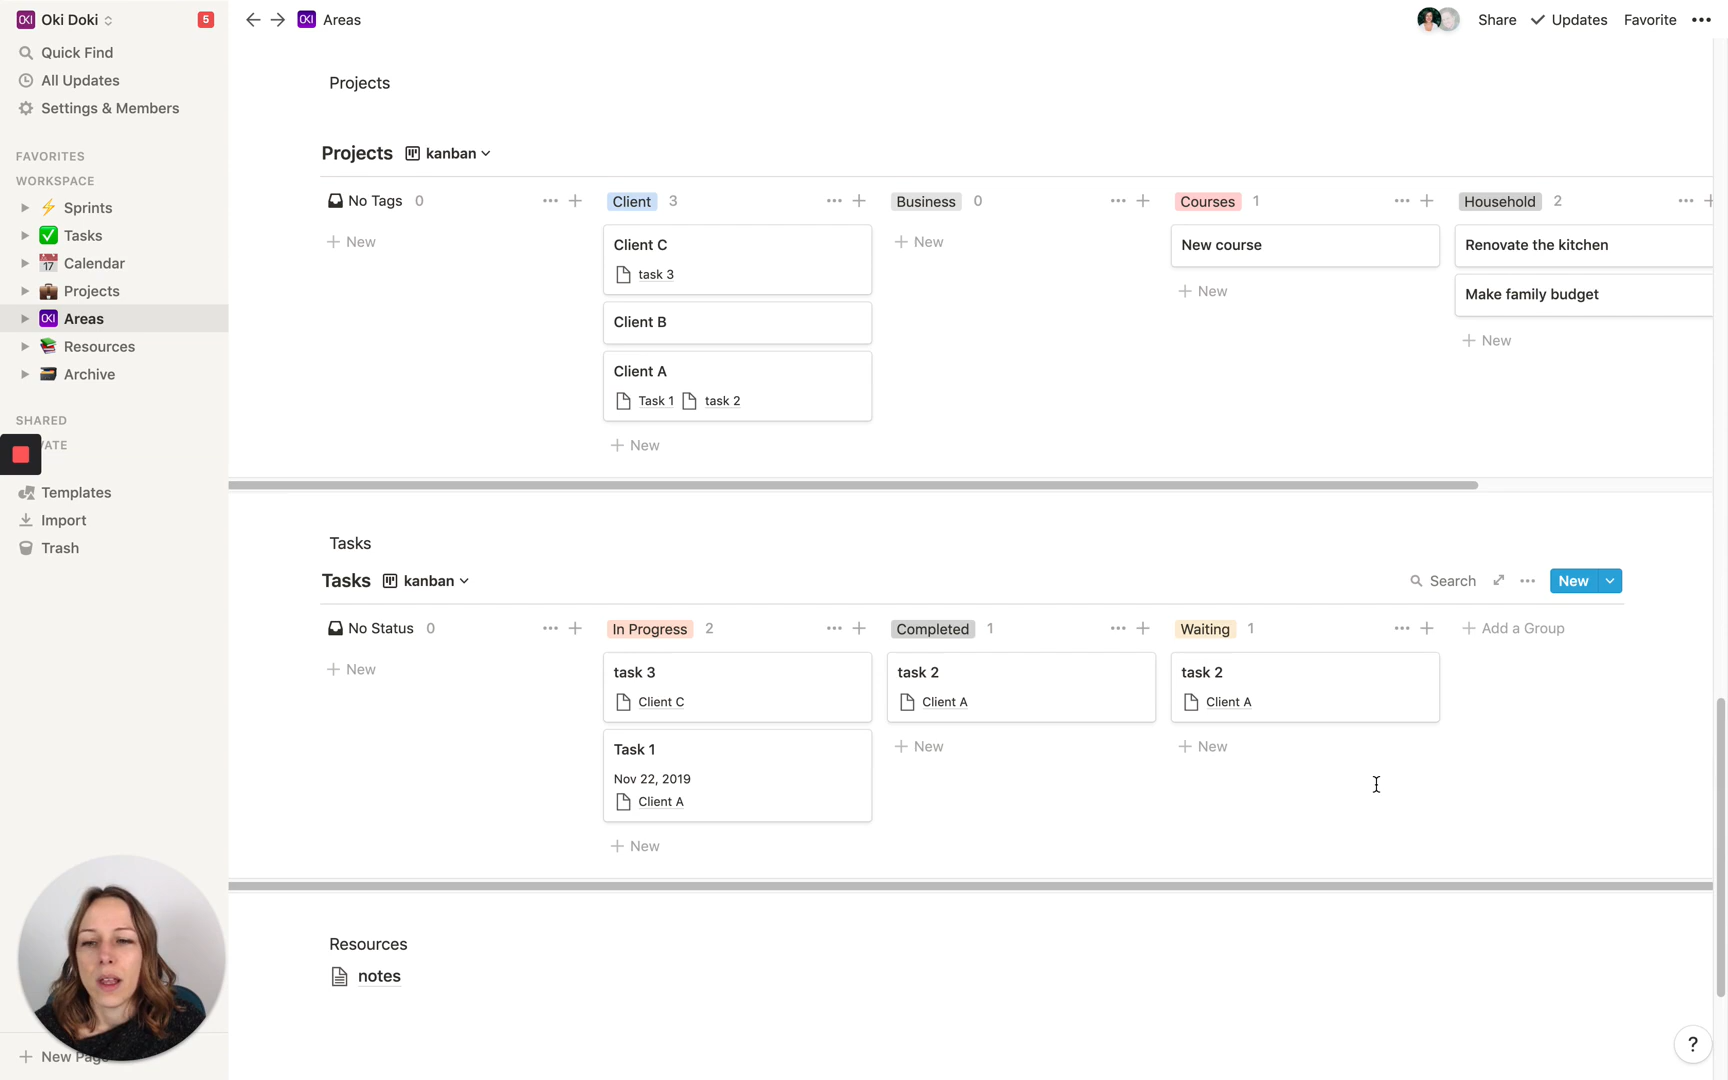 OKI Oki Doki 5
Quick Find
All Updates
Settings & Members
FAVORITES
WORKSPACE
Sprints
Tasks
Calendar
Projects
OKI Areas
Resources
Archive
SHARED
VATE
Templates
Import
Trash
New Page
OKI Areas
Share Updates Favorite
Projects
Projects kanban
No Tags 0 Client 3 Business 0 Courses 1 Household 2
New
Client C
task 3
Client B
Client A
Task 1 task 2
New
New
New course
New
Renovate the kitchen
Make family budget
New
Tasks
Tasks kanban Search New
No Status 0 In Progress 2 Completed 1 Waiting 1 Add a Group
New
task 3
Client C
Task 1
Nov 22, 2019
Client A
New
task 2
Client A
New
task 2
Client A
New
Resources
notes
?